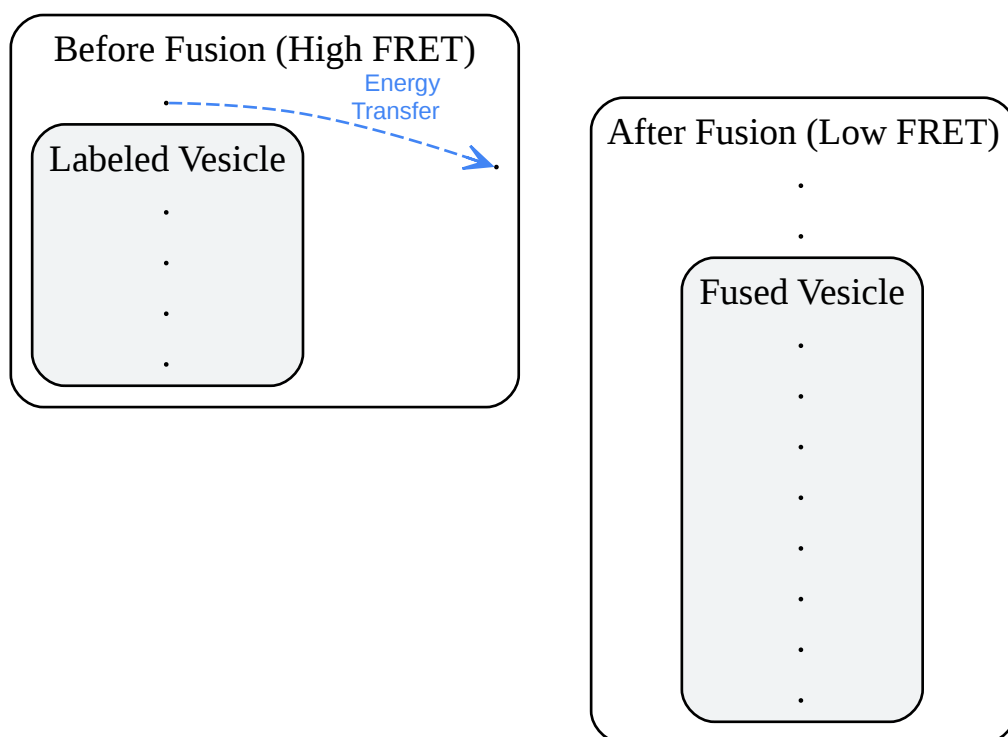 Before Fusion (High FRET)
Energy
Transfer
Labeled Vesicle
After Fusion (Low FRET)
Fused Vesicle